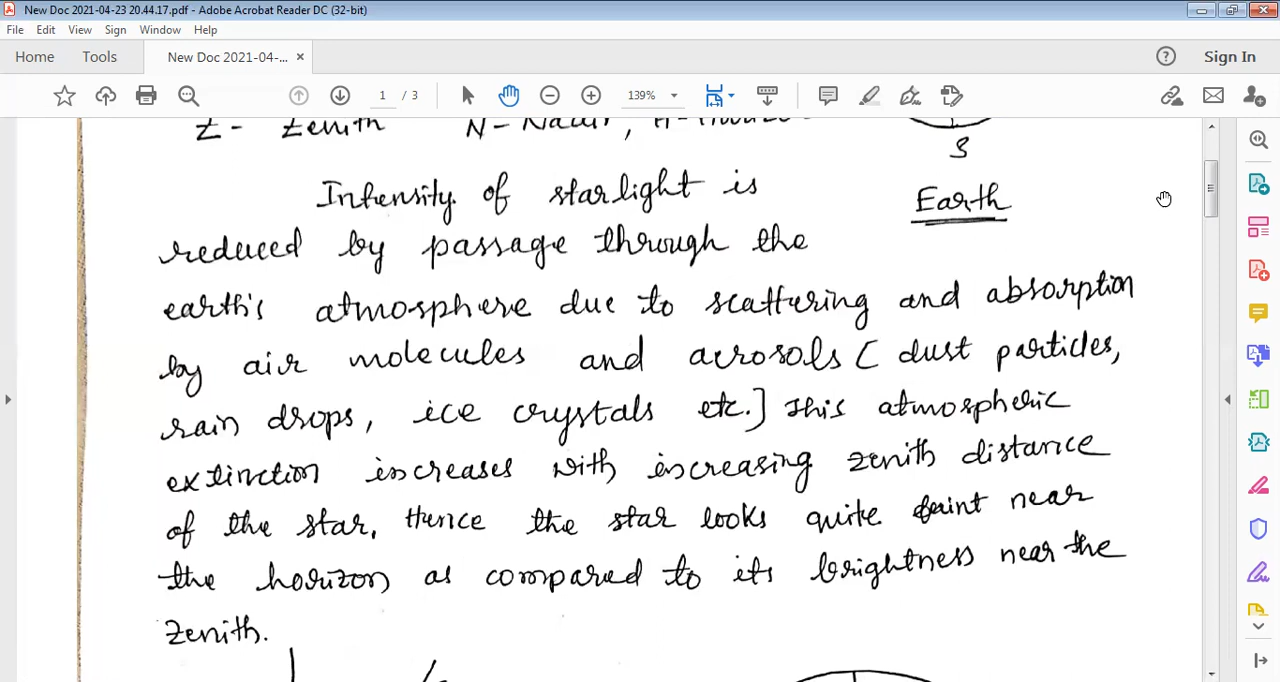 New Doc 2021-04-23 20.44.17.pdf - Adobe Acrobat Reader DC (32-bit)
File Edit View Sign Window Help
Home Tools New Doc 2021-04-... × Sign In
1 / 3 139%
Z - Zenith N - Nadir,
S
Earth
Intensity of starlight is
reduced by passage through the
earth's atmosphere due to scattering and absorption
by air molecules and aerosols ( dust particles,
rain drops, ice crystals etc.] This atmospheric
extinction increases with increasing zenith distance
of the star. Hence the star looks quite faint near
the horizon as compared to its brightness near the
zenith.